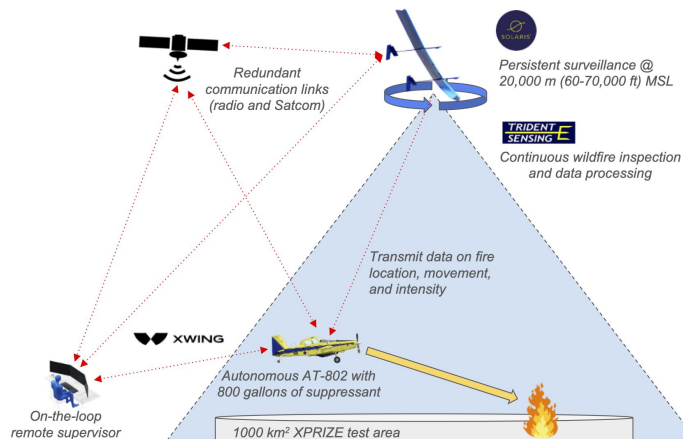 SOLARIS
Persistent surveillance @
20,000 m (60-70,000 ft) MSL
Redundant
communication links
(radio and Satcom)
TRIDENT
SENSING
E
Continuous wildfire inspection
and data processing
Transmit data on fire
location, movement,
and intensity
XWING
Autonomous AT-802 with
800 gallons of suppressant
On-the-loop
remote supervisor
1000 km² XPRIZE test area